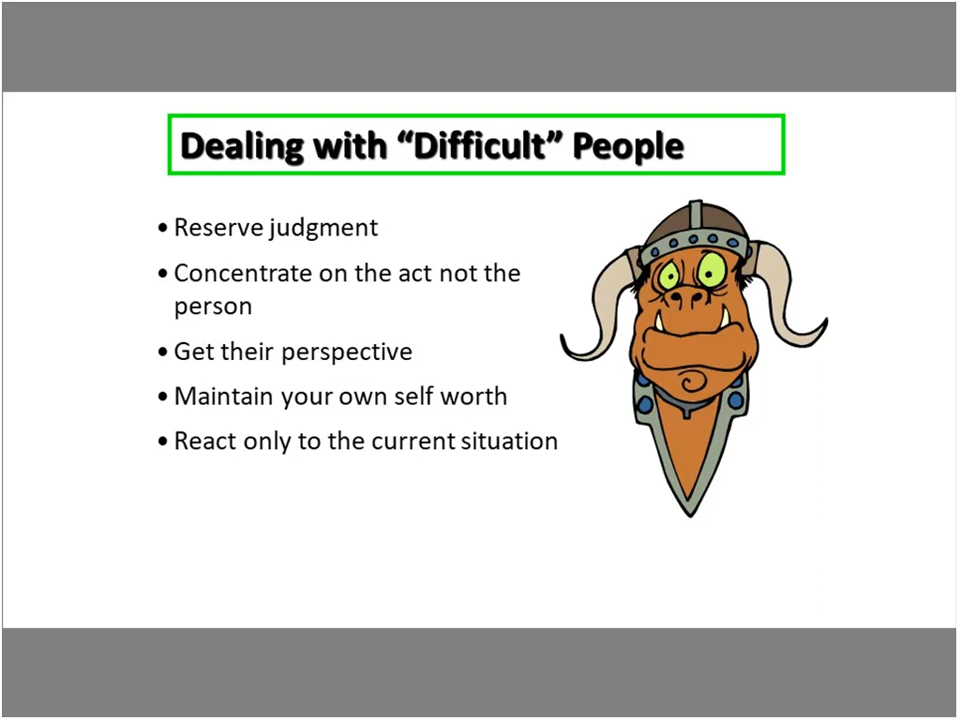 Dealing with “Difficult” People
• Reserve judgment
• Concentrate on the act not the
person
• Get their perspective
• Maintain your own self worth
• React only to the current situation